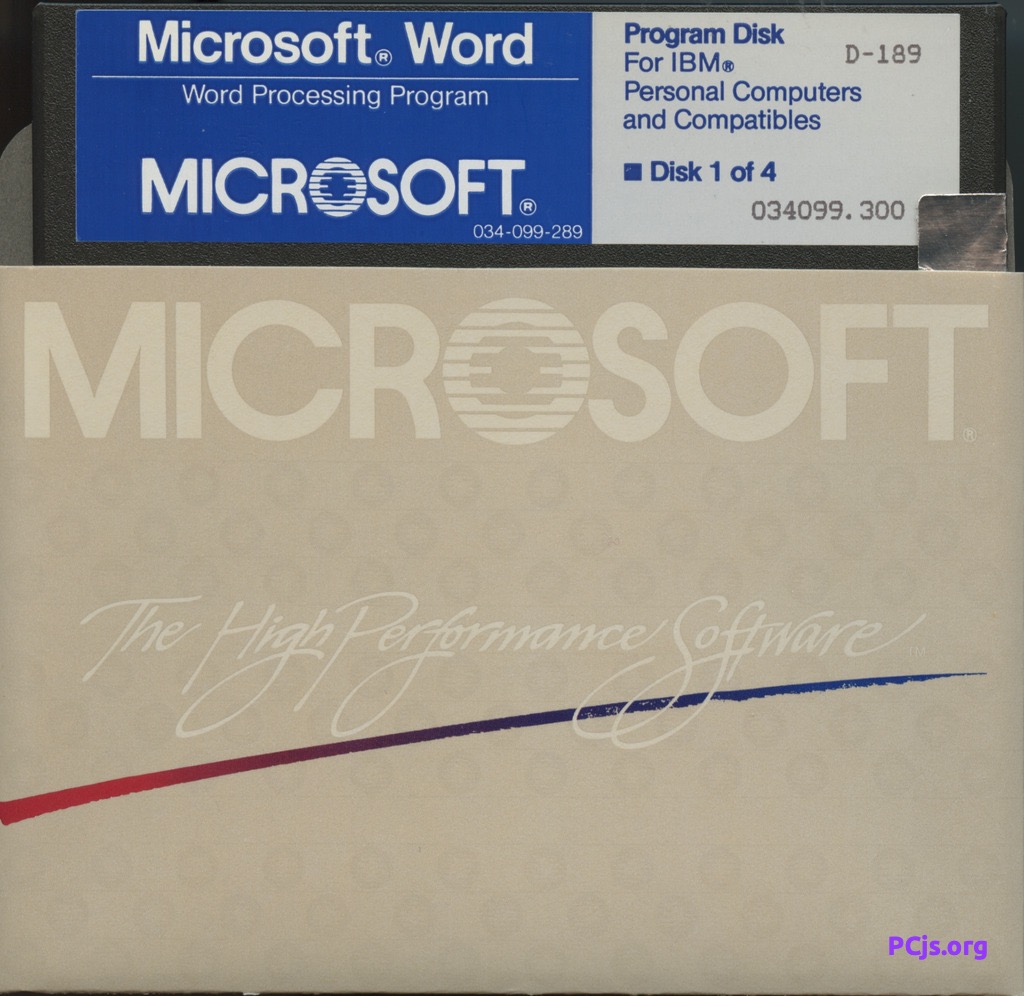 Microsoft® Word
Word Processing Program
MICROSOFT®
034-099-289
Program Disk
D-189
For IBM®
Personal Computers
and Compatibles
■ Disk 1 of 4
034099.300
MICROSOFT®
The High Performance Software™
PCjs.org